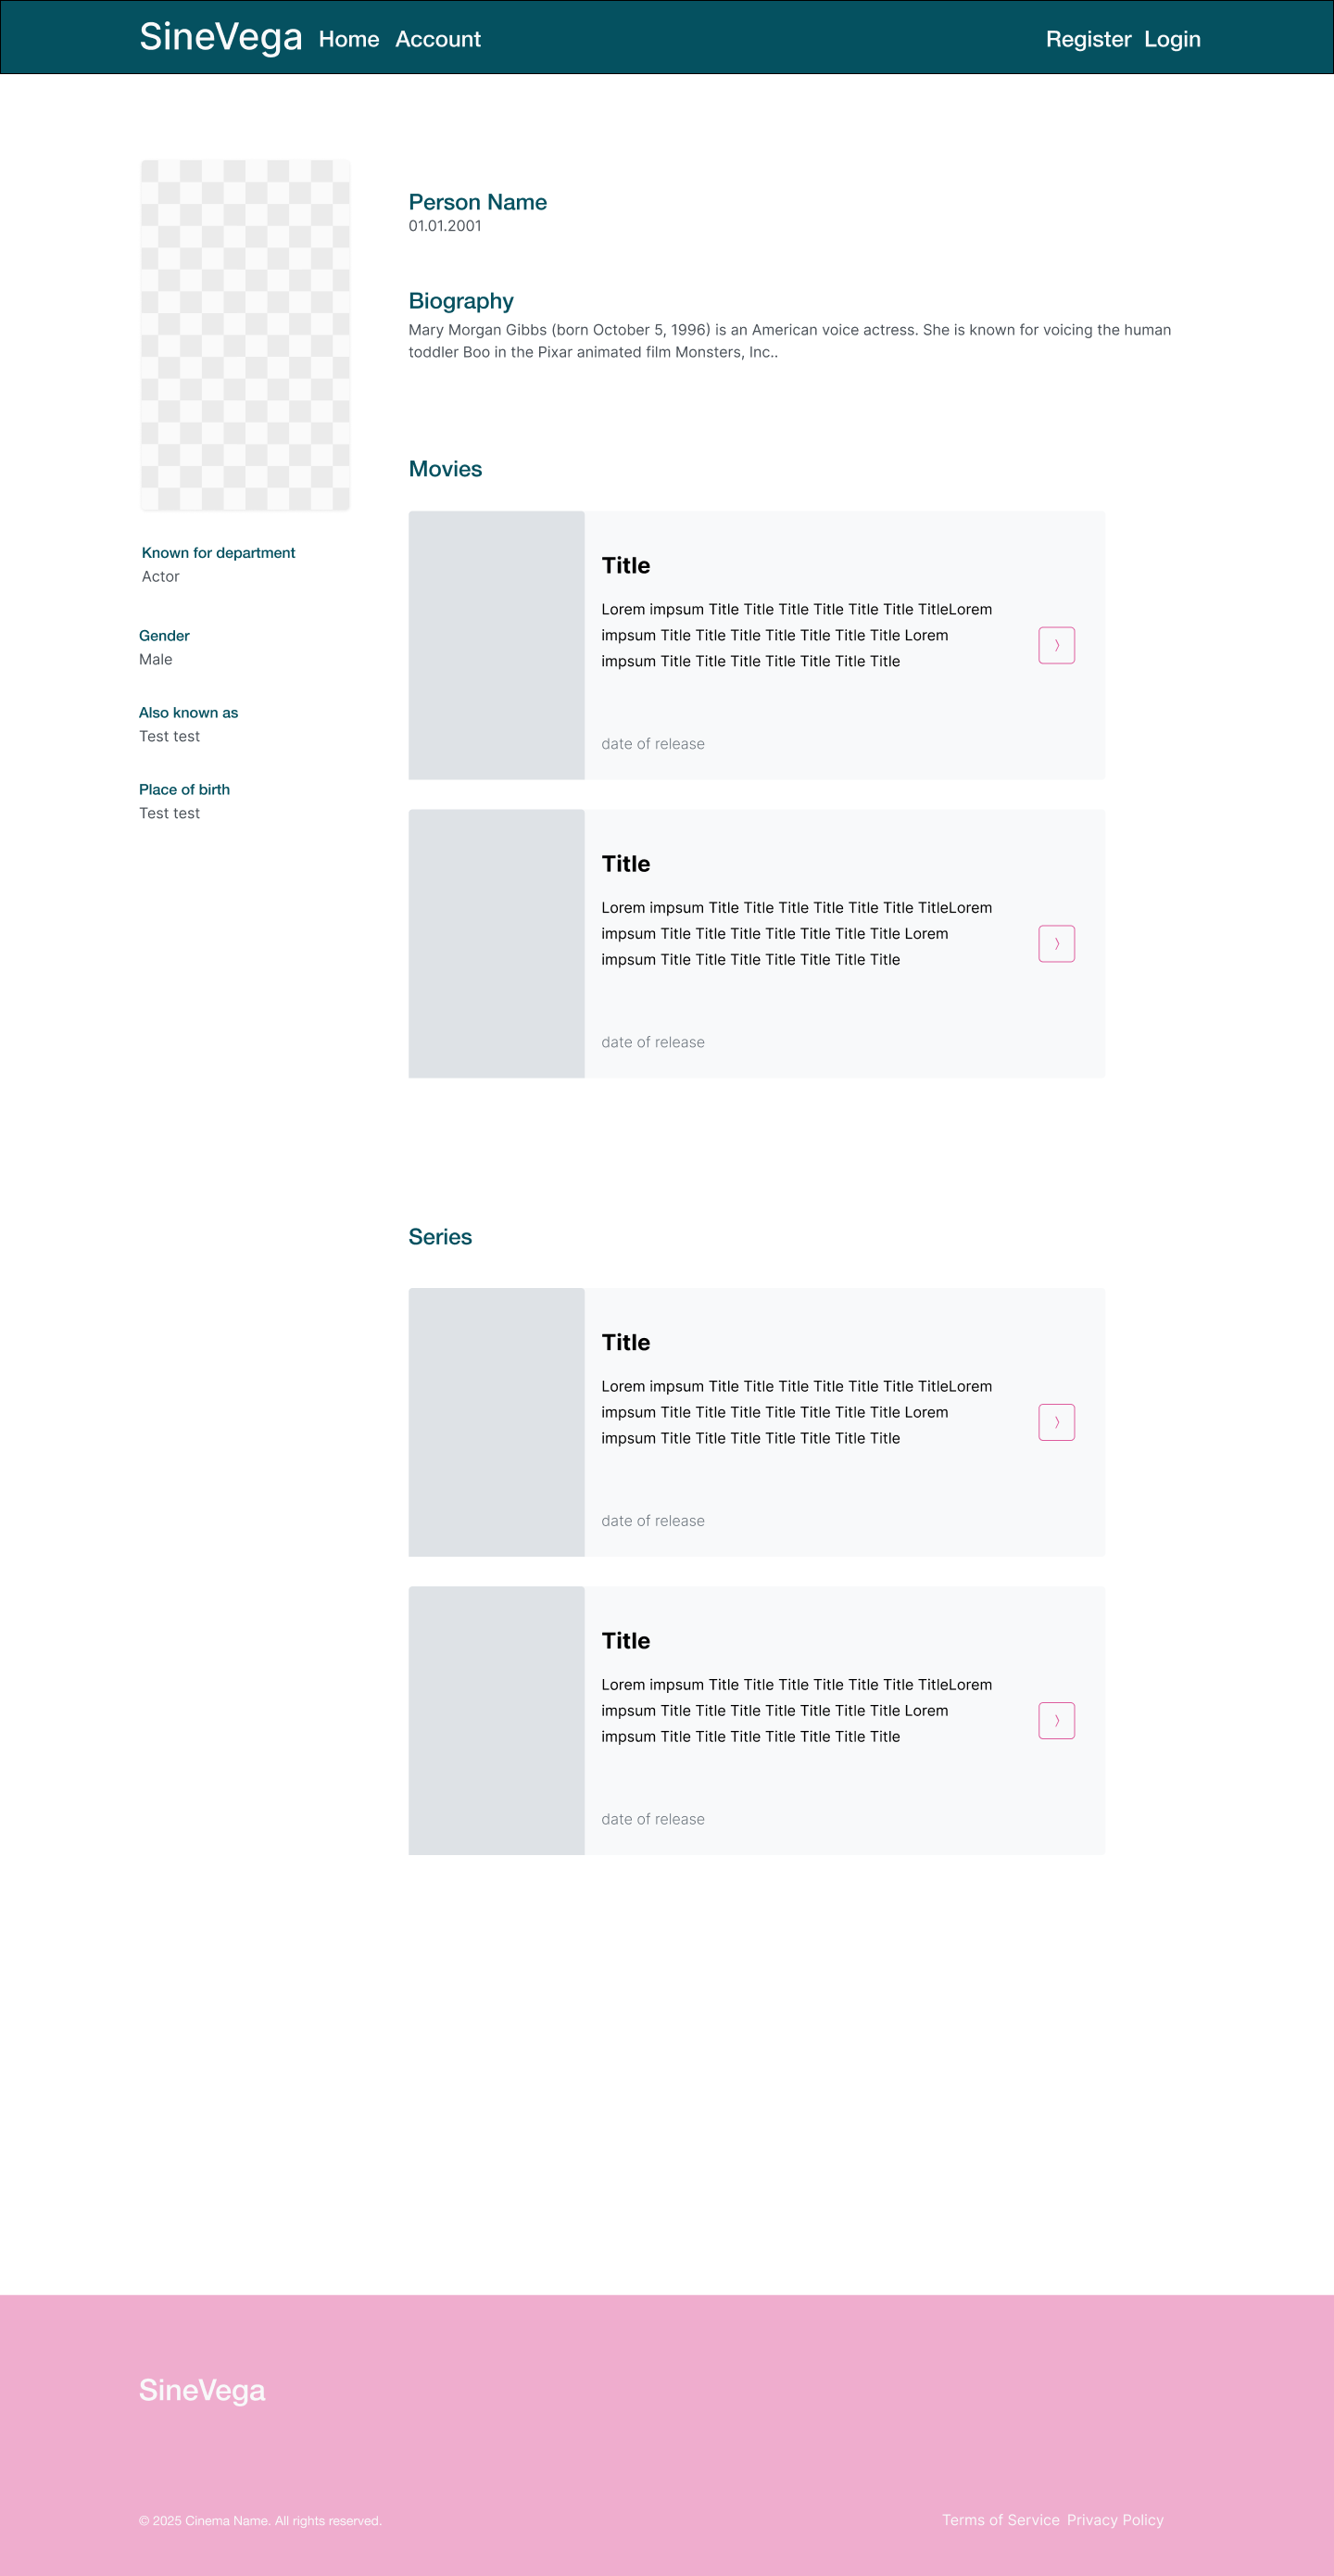 SineVega Home Account Register Login
Person Name
01.01.2001
Biography
Mary Morgan Gibbs (born October 5, 1996) is an American voice actress. She is known for voicing the human
toddler Boo in the Pixar animated film Monsters, Inc..
Known for department
Actor
Gender
Male
Also known as
Test test
Place of birth
Test test
Movies
Title
Lorem impsum Title Title Title Title Title Title TitleLorem
impsum Title Title Title Title Title Title Title Lorem
impsum Title Title Title Title Title Title Title
date of release
Title
Lorem impsum Title Title Title Title Title Title TitleLorem
impsum Title Title Title Title Title Title Title Lorem
impsum Title Title Title Title Title Title Title
date of release
Series
Title
Lorem impsum Title Title Title Title Title Title TitleLorem
impsum Title Title Title Title Title Title Title Lorem
impsum Title Title Title Title Title Title Title
date of release
Title
Lorem impsum Title Title Title Title Title Title TitleLorem
impsum Title Title Title Title Title Title Title Lorem
impsum Title Title Title Title Title Title Title
date of release
SineVega
© 2025 Cinema Name. All rights reserved.
Terms of Service Privacy Policy